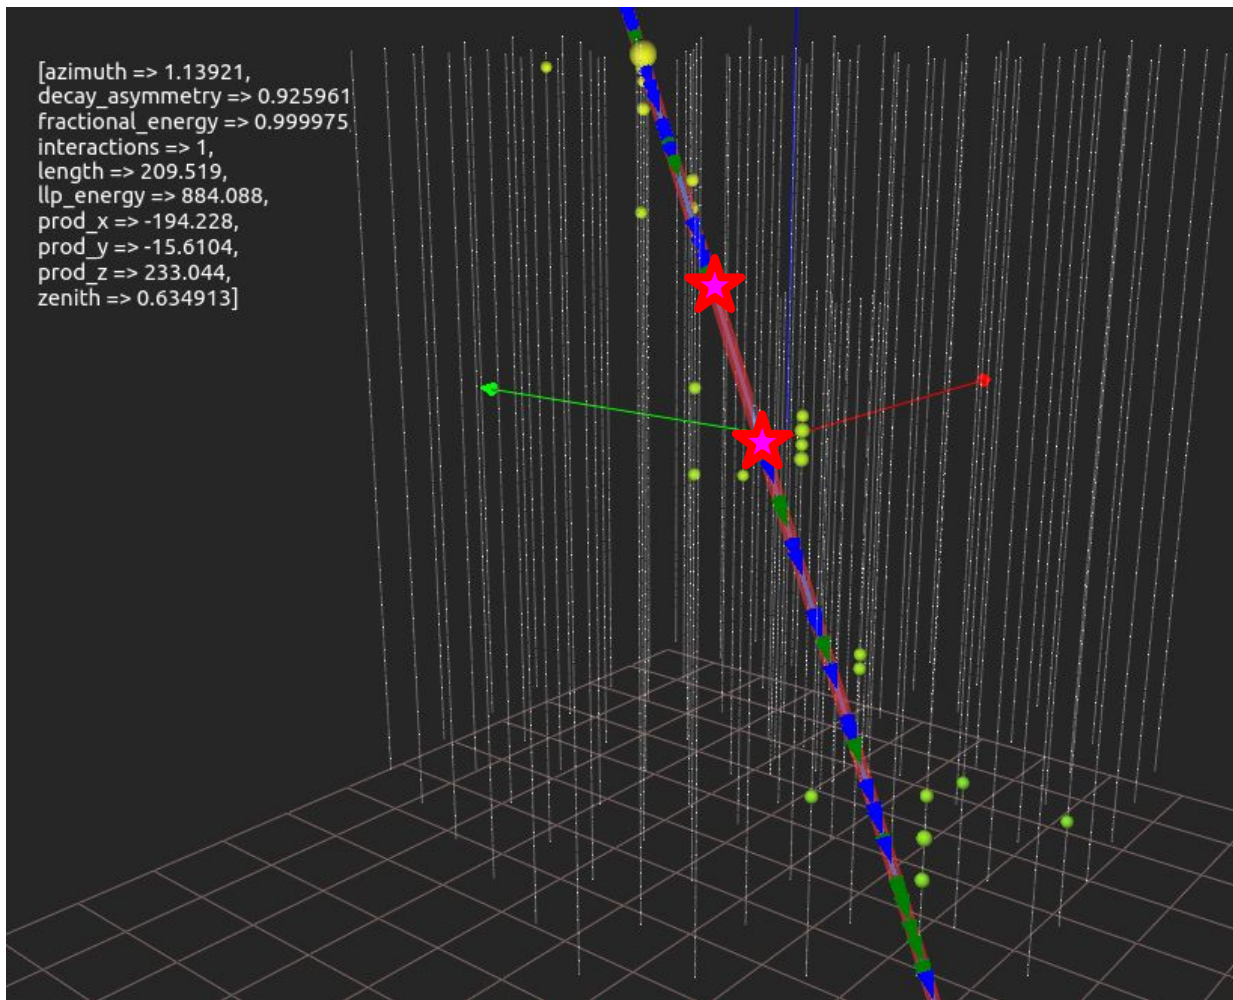 [azimuth => 1.13921,
decay_asymmetry => 0.925961
fractional_energy => 0.999975
interactions => 1,
length => 209.519,
llp_energy => 884.088,
prod_x => -194.228,
prod_y => -15.6104,
prod_z => 233.044,
zenith => 0.634913]